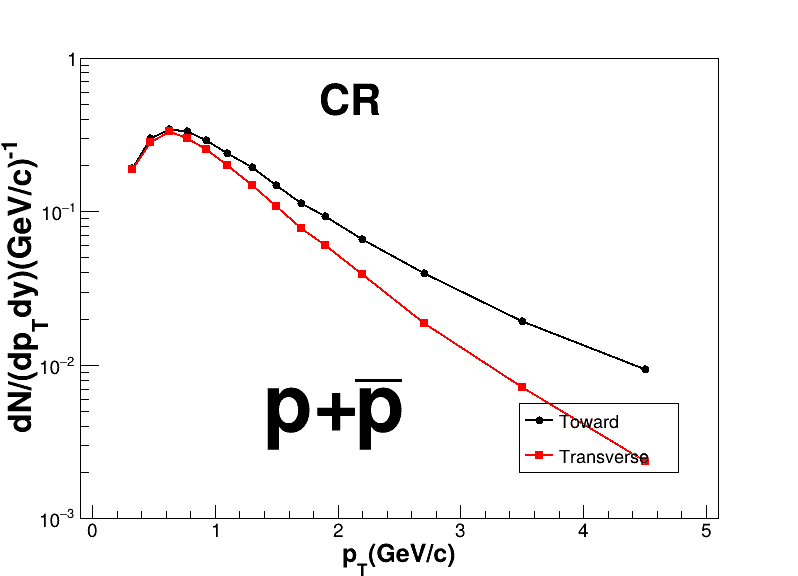 CR
dN/(dp_T dy)(GeV/c)^-1
1
10^-1
10^-2
10^-3
p+p̅
Toward
Transverse
0 1 2 3 4 5
p_T(GeV/c)